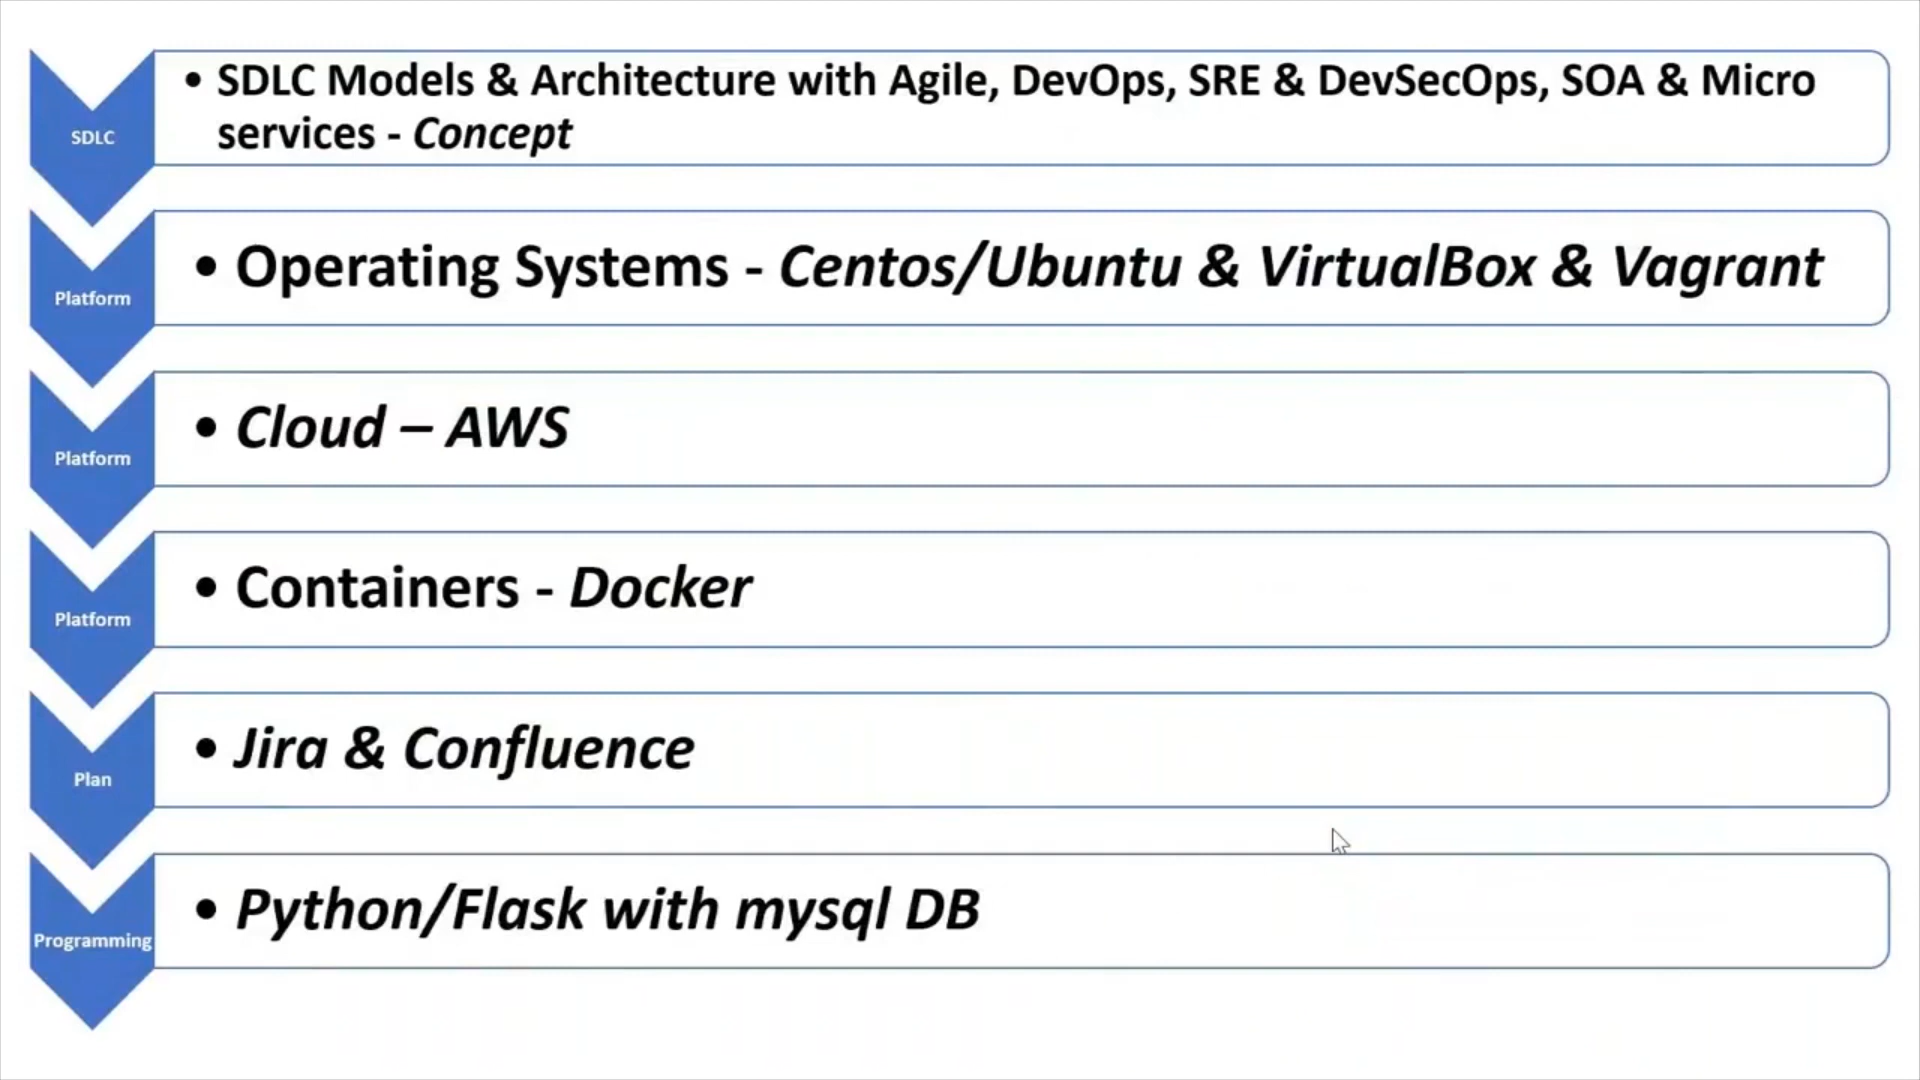 SDLC
• SDLC Models & Architecture with Agile, DevOps, SRE & DevSecOps, SOA & Micro
services - Concept
Platform
• Operating Systems - Centos/Ubuntu & VirtualBox & Vagrant
Platform
• Cloud – AWS
Platform
• Containers - Docker
Plan
• Jira & Confluence
Programming
• Python/Flask with mysql DB